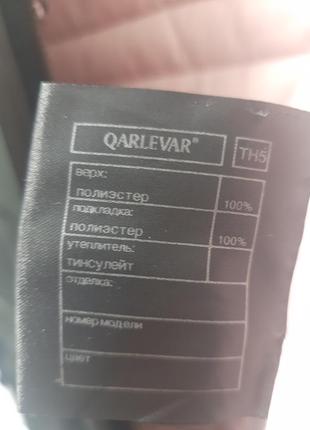 QARLEVAR® TH5
верх:
полиэстер 100%
подкладка:
полиэстер 100%
утеплитель:
тинсулейт
отделка:
номер модели
цвет